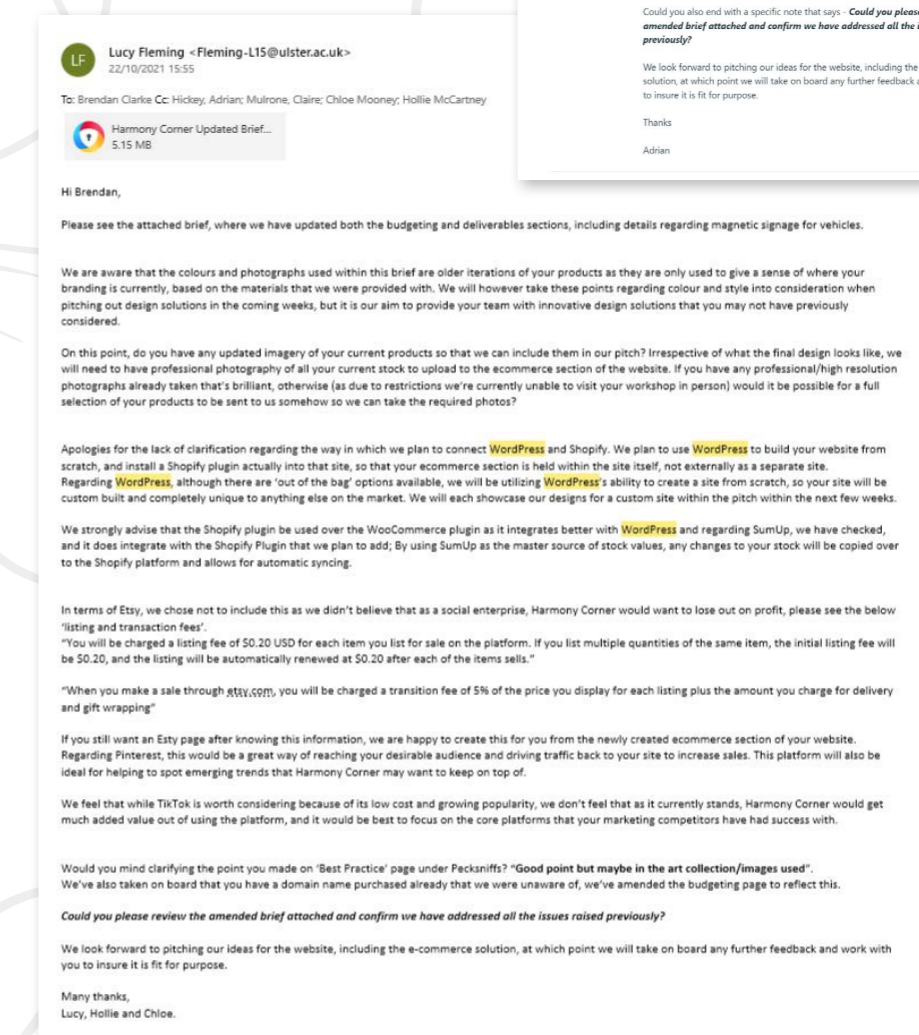 Could you also end with a specific note that says - Could you please
amended brief attached and confirm we have addressed all the i
previously?
We look forward to pitching our ideas for the website, including the
solution, at which point we will take on board any further feedback a
to insure it is fit for purpose.
Thanks
Adrian
LF
Lucy Fleming <Fleming-L15@ulster.ac.uk>
22/10/2021 15:55
To: Brendan Clarke Cc: Hickey, Adrian; Mulrone, Claire; Chloe Mooney; Hollie McCartney
Harmony Corner Updated Brief...
5.15 MB
Hi Brendan,
Please see the attached brief, where we have updated both the budgeting and deliverables sections, including details regarding magnetic signage for vehicles.
We are aware that the colours and photographs used within this brief are older iterations of your products as they are only used to give a sense of where your
branding is currently, based on the materials that we were provided with. We will however take these points regarding colour and style into consideration when
pitching out design solutions in the coming weeks, but it is our aim to provide your team with innovative design solutions that you may not have previously
considered.
On this point, do you have any updated imagery of your current products so that we can include them in our pitch? Irrespective of what the final design looks like, we
will need to have professional photography of all your current stock to upload to the ecommerce section of the website. If you have any professional/high resolution
photographs already taken that's brilliant, otherwise (as due to restrictions we're currently unable to visit your workshop in person) would it be possible for a full
selection of your products to be sent to us somehow so we can take the required photos?
Apologies for the lack of clarification regarding the way in which we plan to connect WordPress and Shopify. We plan to use WordPress to build your website from
scratch, and install a Shopify plugin actually into that site, so that your ecommerce section is held within the site itself, not externally as a separate site.
Regarding WordPress, although there are 'out of the bag' options available, we will be utilizing WordPress's ability to create a site from scratch, so your site will be
custom built and completely unique to anything else on the market. We will each showcase our designs for a custom site within the pitch within the next few weeks.
We strongly advise that the Shopify plugin be used over the WooCommerce plugin as it integrates better with WordPress and regarding SumUp, we have checked,
and it does integrate with the Shopify Plugin that we plan to add; By using SumUp as the master source of stock values, any changes to your stock will be copied over
to the Shopify platform and allows for automatic syncing.
In terms of Etsy, we chose not to include this as we didn't believe that as a social enterprise, Harmony Corner would want to lose out on profit, please see the below
'listing and transaction fees'.
"You will be charged a listing fee of $0.20 USD for each item you list for sale on the platform. If you list multiple quantities of the same item, the initial listing fee will
be $0.20, and the listing will be automatically renewed at $0.20 after each of the items sells."
"When you make a sale through etsy.com, you will be charged a transition fee of 5% of the price you display for each listing plus the amount you charge for delivery
and gift wrapping"
If you still want an Esty page after knowing this information, we are happy to create this for you from the newly created ecommerce section of your website.
Regarding Pinterest, this would be a great way of reaching your desirable audience and driving traffic back to your site to increase sales. This platform will also be
ideal for helping to spot emerging trends that Harmony Corner may want to keep on top of.
We feel that while TikTok is worth considering because of its low cost and growing popularity, we don't feel that as it currently stands, Harmony Corner would get
much added value out of using the platform, and it would be best to focus on the core platforms that your marketing competitors have had success with.
Would you mind clarifying the point you made on 'Best Practice' page under Pecksniffs? "Good point but maybe in the art collection/images used".
We've also taken on board that you have a domain name purchased already that we were unaware of, we've amended the budgeting page to reflect this.
Could you please review the amended brief attached and confirm we have addressed all the issues raised previously?
We look forward to pitching our ideas for the website, including the e-commerce solution, at which point we will take on board any further feedback and work with
you to insure it is fit for purpose.
Many thanks,
Lucy, Hollie and Chloe.